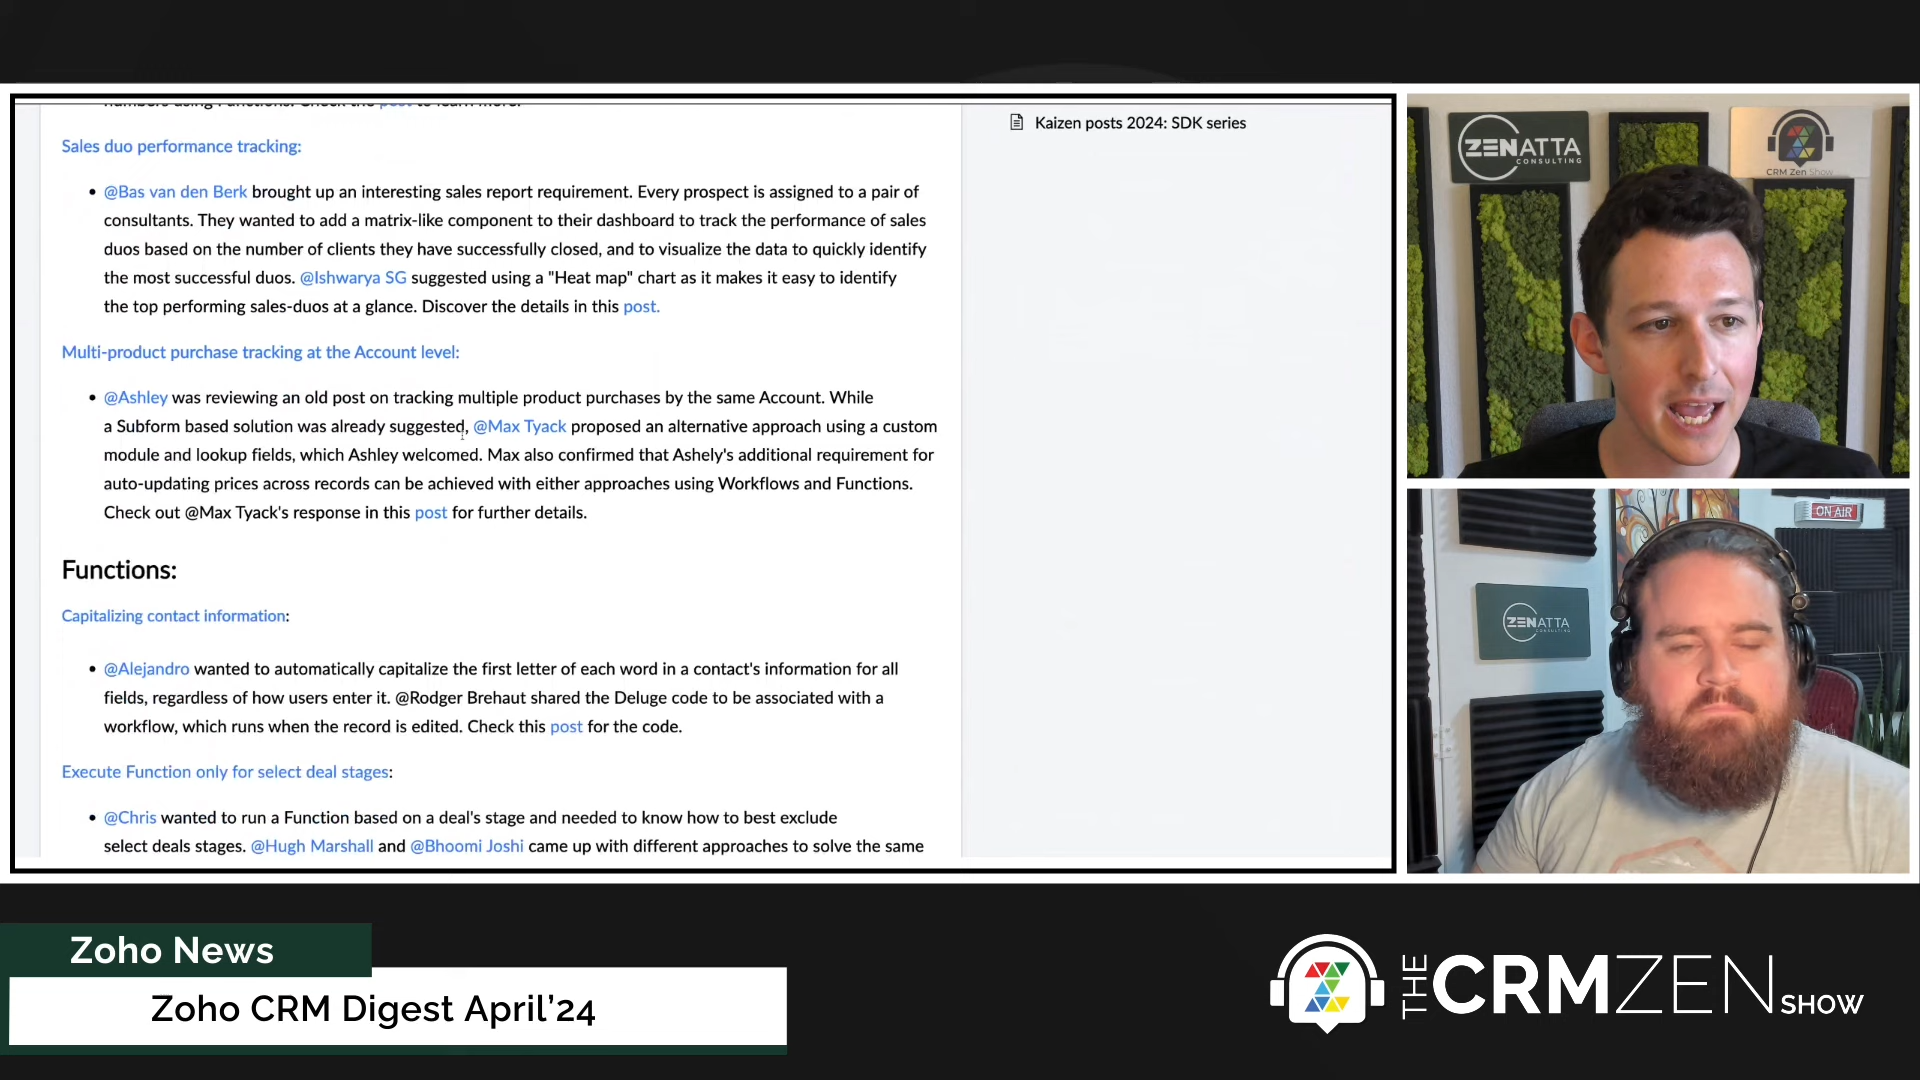 numbers using Functions. Check the post to learn more.
Sales duo performance tracking:
• @Bas van den Berk brought up an interesting sales report requirement. Every prospect is assigned to a pair of
consultants. They wanted to add a matrix-like component to their dashboard to track the performance of sales
duos based on the number of clients they have successfully closed, and to visualize the data to quickly identify
the most successful duos. @Ishwarya SG suggested using a "Heat map" chart as it makes it easy to identify
the top performing sales-duos at a glance. Discover the details in this post.
Multi-product purchase tracking at the Account level:
• @Ashley was reviewing an old post on tracking multiple product purchases by the same Account. While
a Subform based solution was already suggested, @Max Tyack proposed an alternative approach using a custom
module and lookup fields, which Ashley welcomed. Max also confirmed that Ashely's additional requirement for
auto-updating prices across records can be achieved with either approaches using Workflows and Functions.
Check out @Max Tyack's response in this post for further details.
Functions:
Capitalizing contact information:
• @Alejandro wanted to automatically capitalize the first letter of each word in a contact's information for all
fields, regardless of how users enter it. @Rodger Brehaut shared the Deluge code to be associated with a
workflow, which runs when the record is edited. Check this post for the code.
Execute Function only for select deal stages:
• @Chris wanted to run a Function based on a deal's stage and needed to know how to best exclude
select deals stages. @Hugh Marshall and @Bhoomi Joshi came up with different approaches to solve the same
Kaizen posts 2024: SDK series
ZENATTA
CONSULTING
CRM Zen Show
ON AIR
ZENATTA
CONSULTING
Zoho News
Zoho CRM Digest April’24
THE CRMZEN SHOW